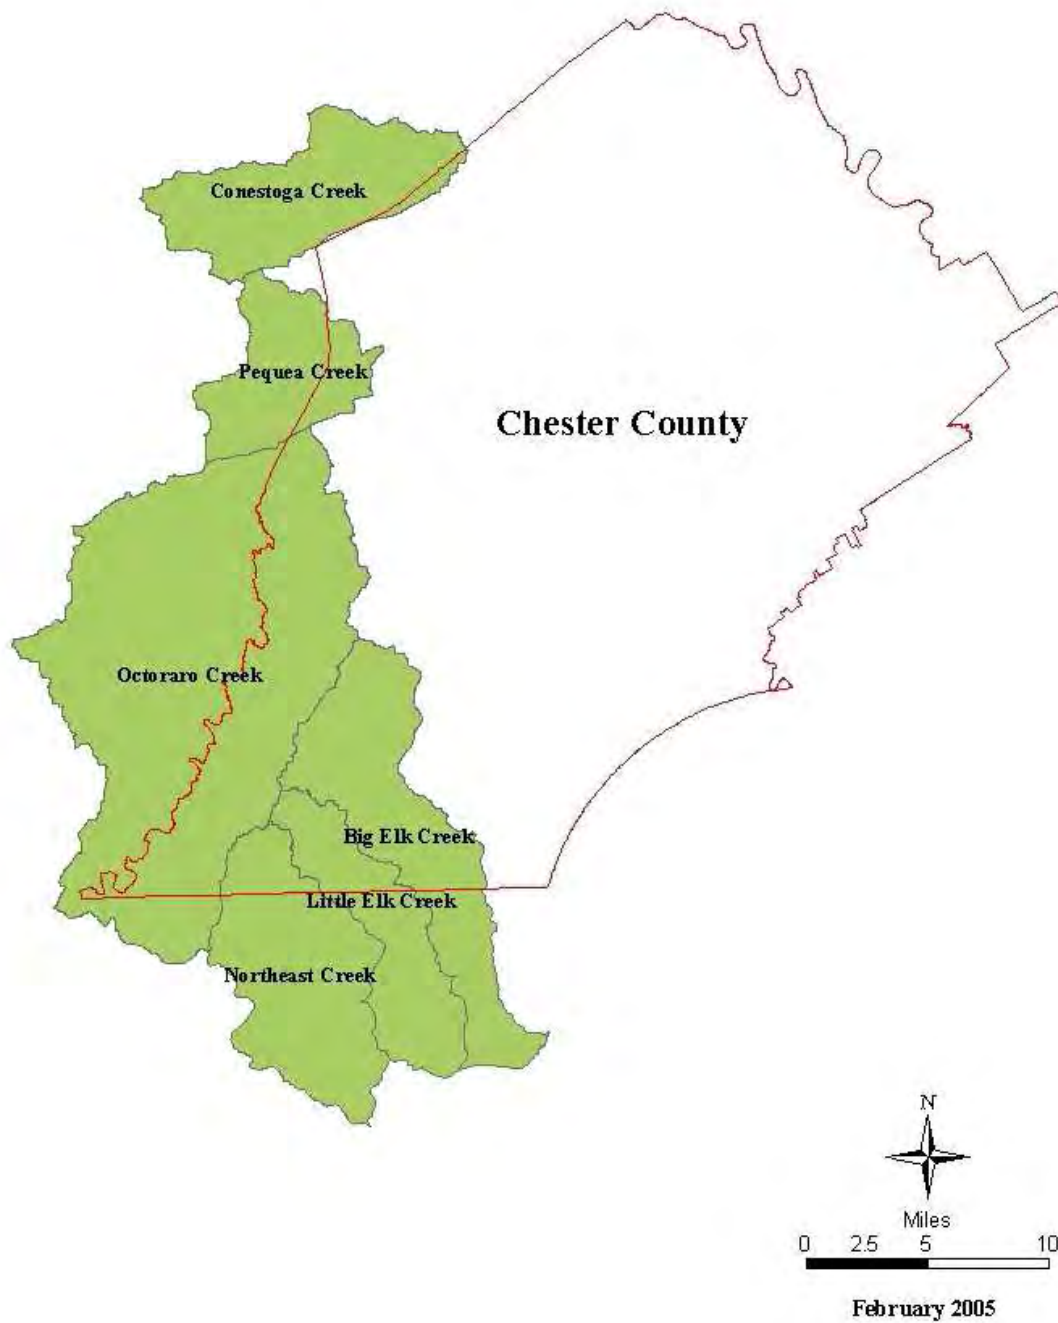 Conestoga Creek
Pequea Creek
Chester County
Octoraro Creek
Big Elk Creek
Little Elk Creek
Northeast Creek
N
Miles
0 2.5 5 10
February 2005